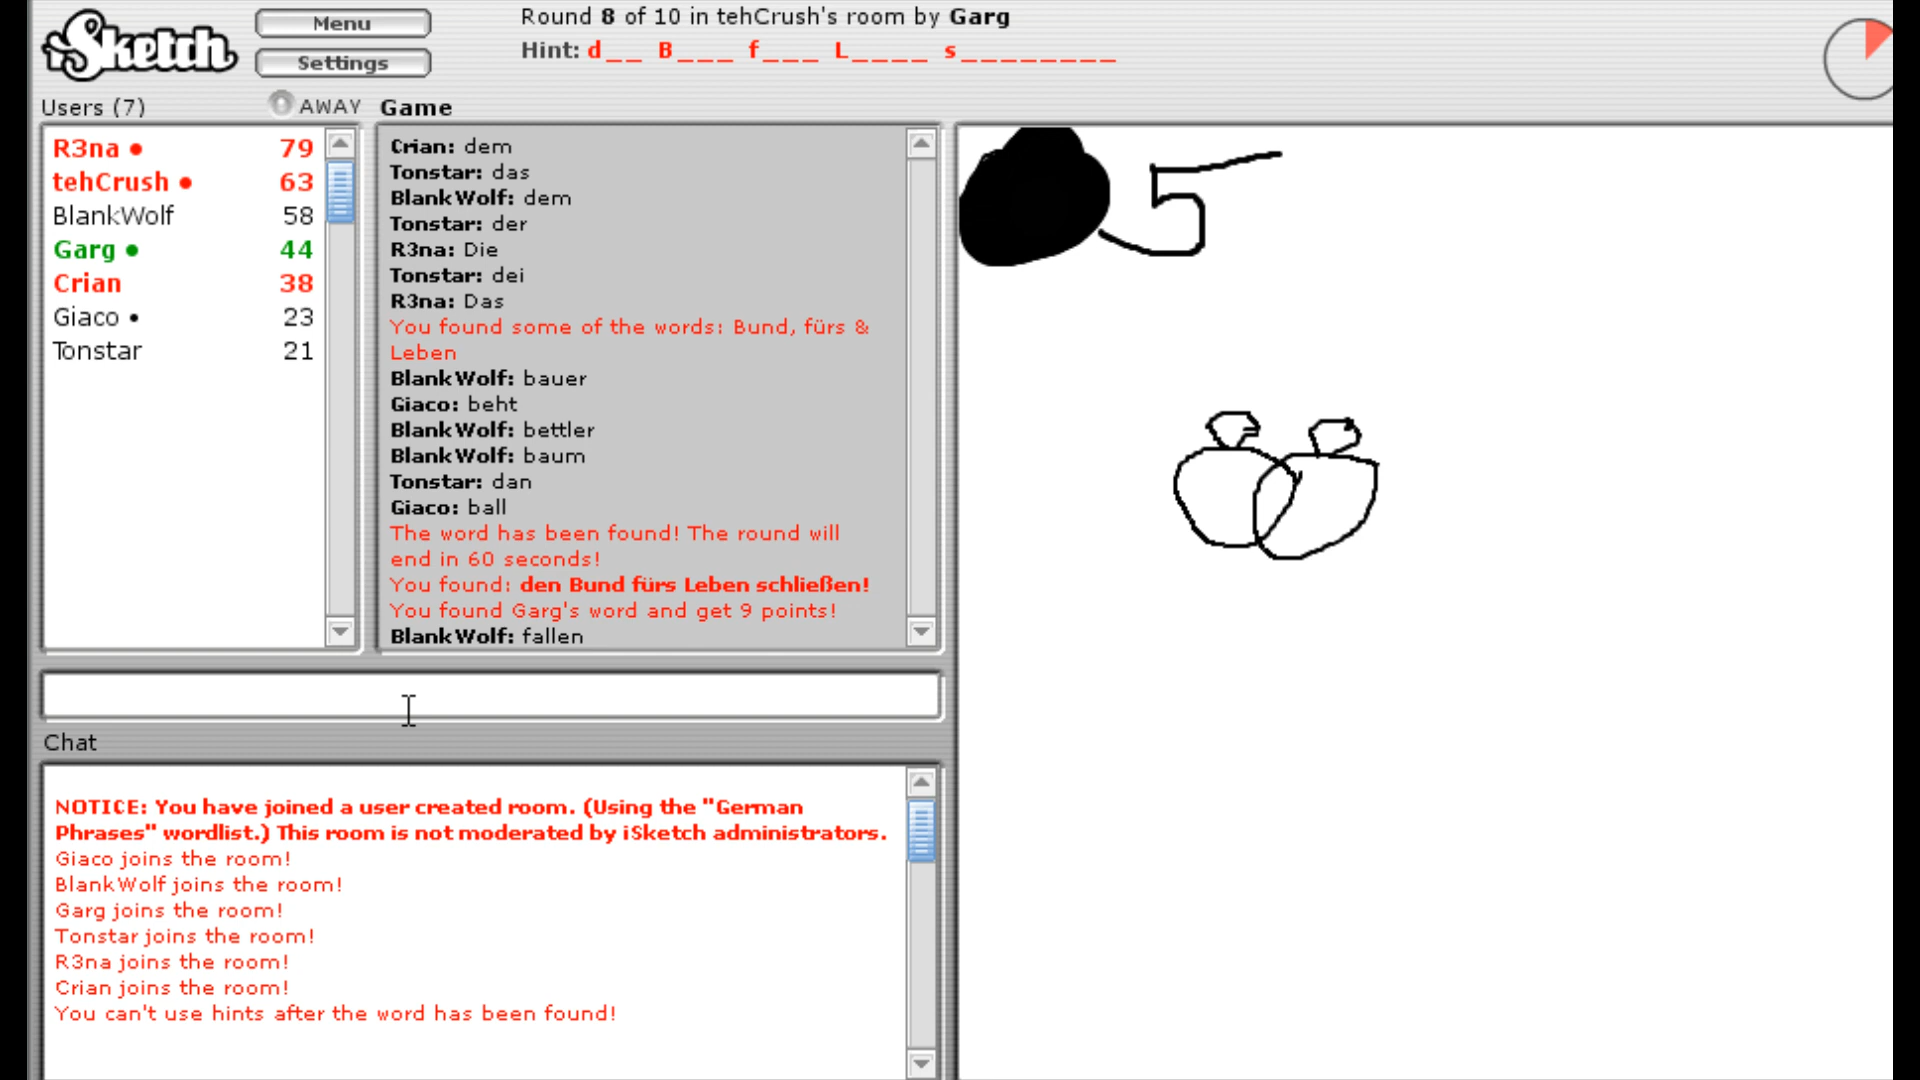 iSketch
Menu
Settings
Round 8 of 10 in tehCrush's room by Garg
Hint: d__ B___ f___ L____ s________
Users (7)
AWAY
Game
R3na • 79
tehCrush • 63
BlankWolf 58
Garg • 44
Crian 38
Giaco • 23
Tonstar 21
Crian: dem
Tonstar: das
BlankWolf: dem
Tonstar: der
R3na: Die
Tonstar: dei
R3na: Das
You found some of the words: Bund, fürs &
Leben
BlankWolf: bauer
Giaco: beht
BlankWolf: bettler
BlankWolf: baum
Tonstar: dan
Giaco: ball
The word has been found! The round will
end in 60 seconds!
You found: den Bund fürs Leben schließen!
You found Garg's word and get 9 points!
BlankWolf: fallen
5
Chat
NOTICE: You have joined a user created room. (Using the "German
Phrases" wordlist.) This room is not moderated by iSketch administrators.
Giaco joins the room!
BlankWolf joins the room!
Garg joins the room!
Tonstar joins the room!
R3na joins the room!
Crian joins the room!
You can't use hints after the word has been found!